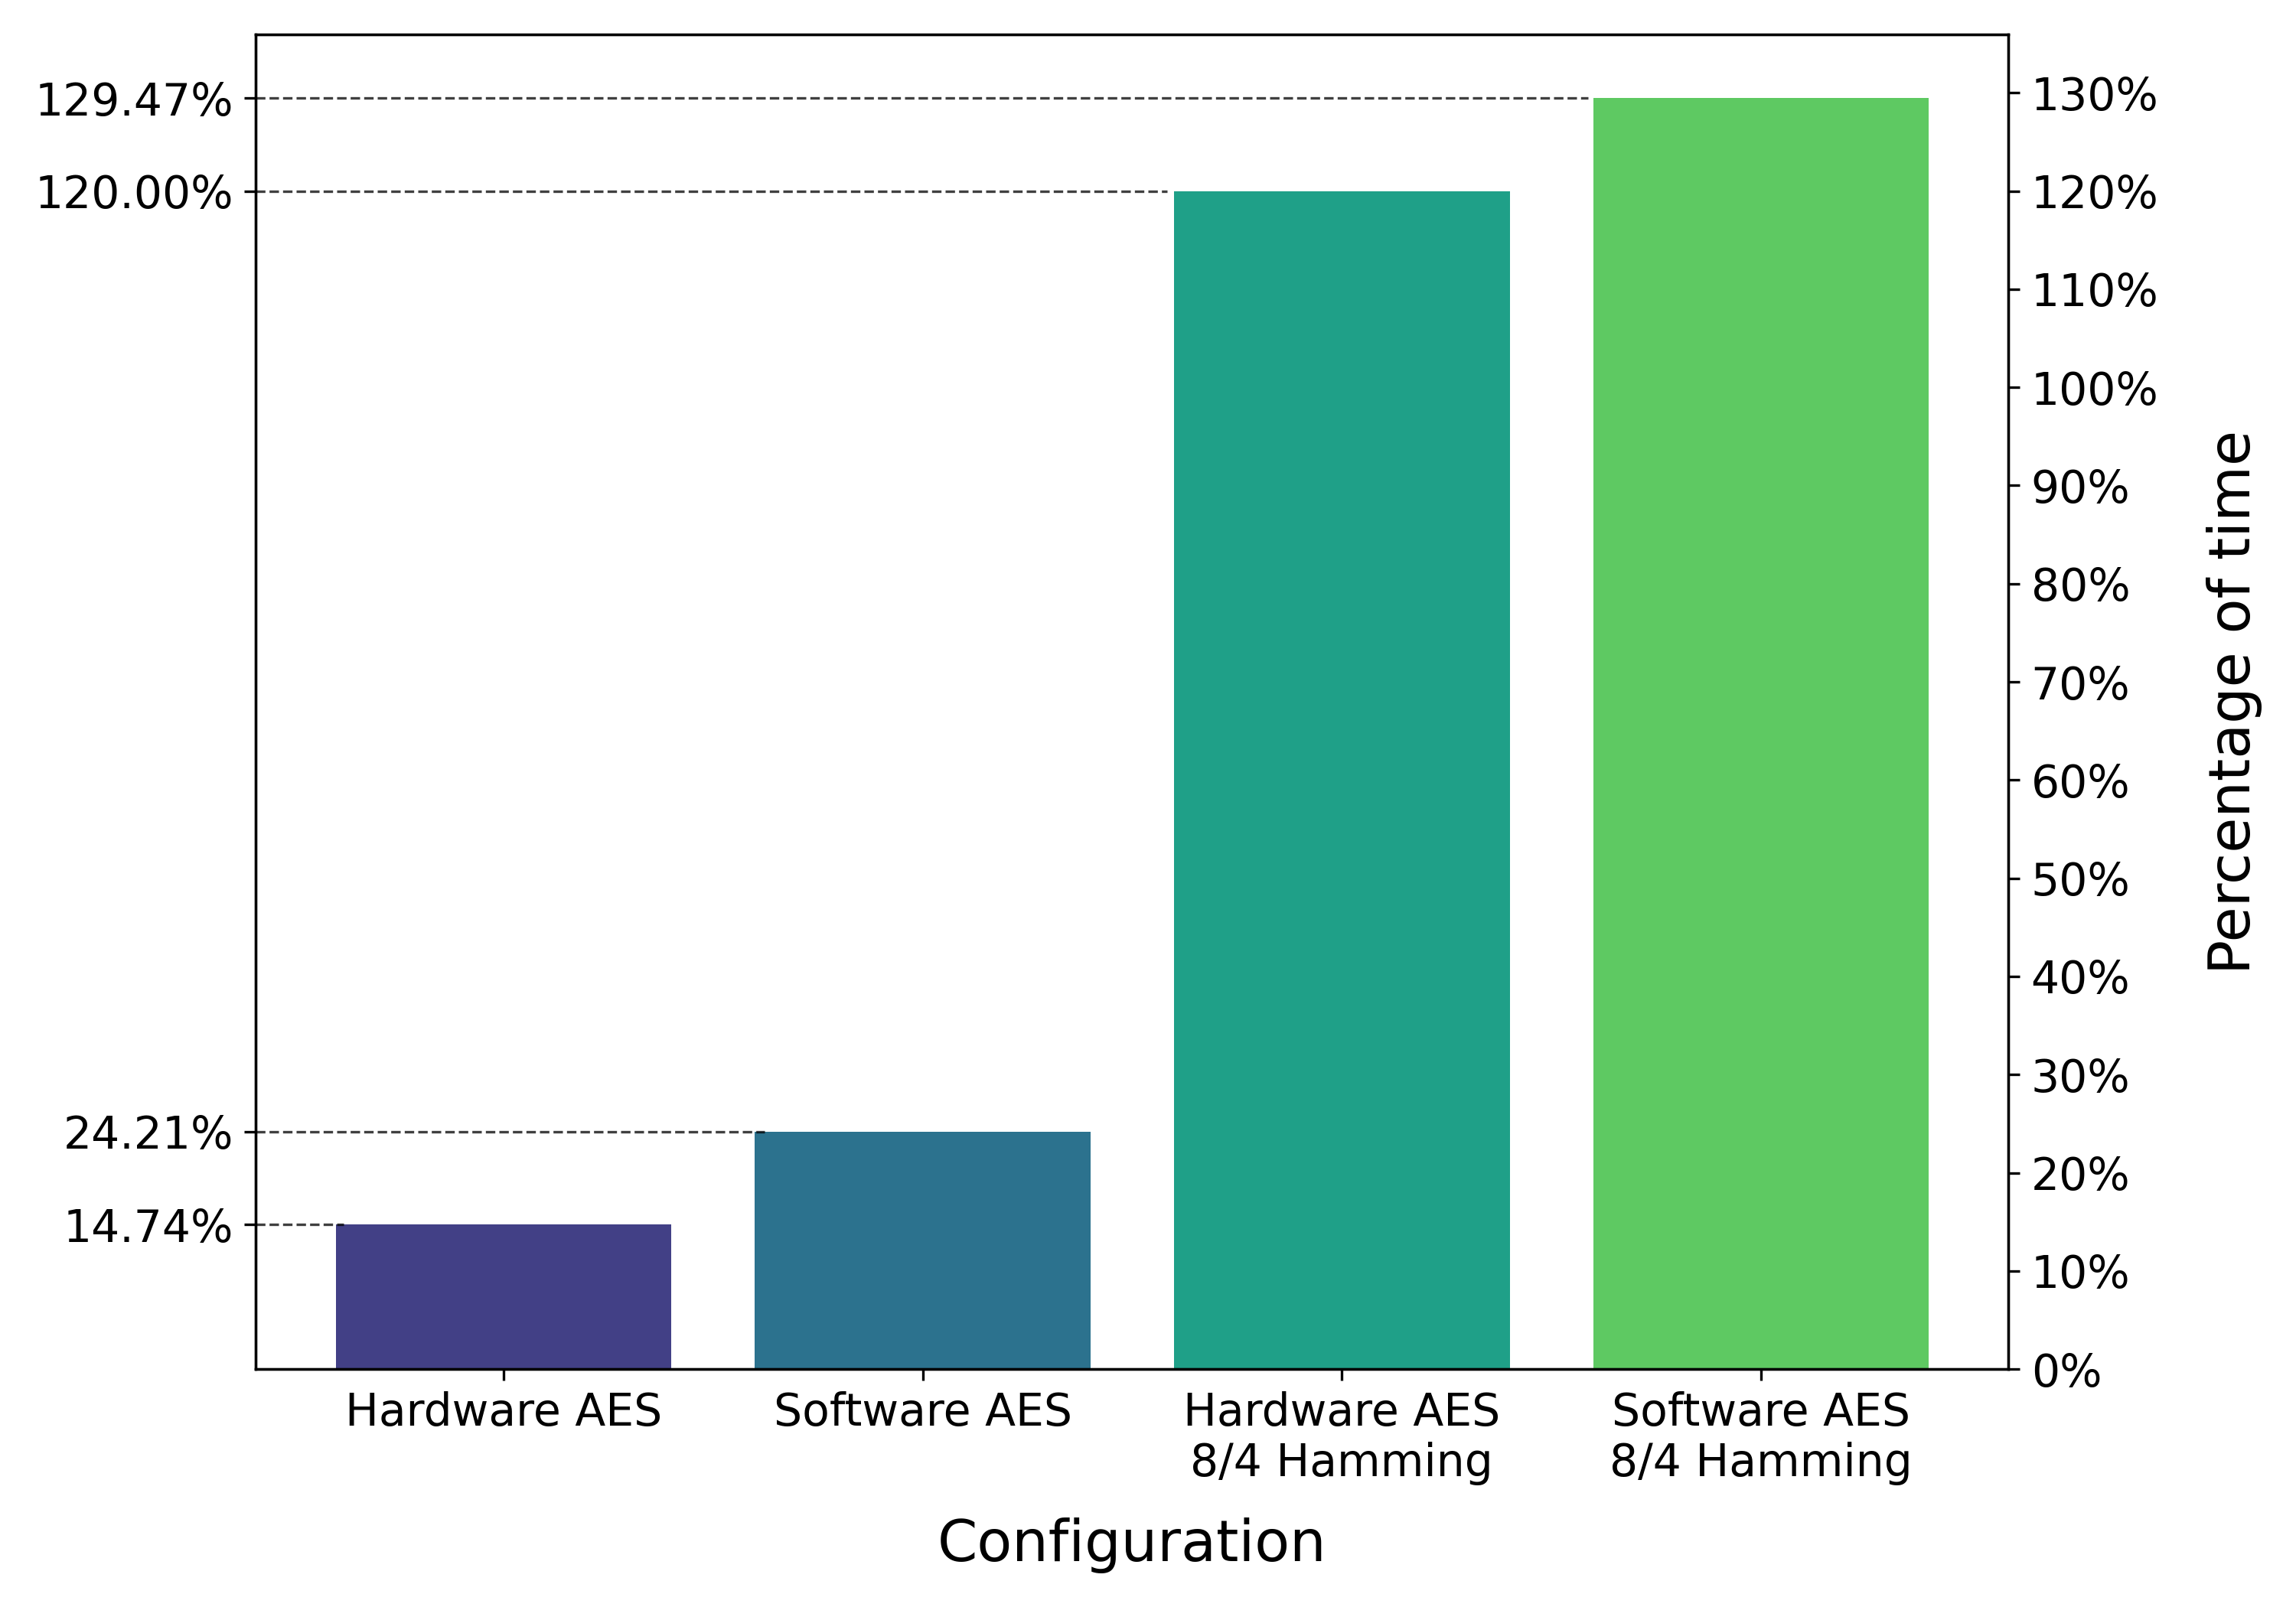 129.47%
120.00%
24.21%
14.74%
130%
120%
110%
100%
90%
80%
70%
60%
50%
40%
30%
20%
10%
0%
Percentage of time
Hardware AES
Software AES
Hardware AES
8/4 Hamming
Software AES
8/4 Hamming
Configuration